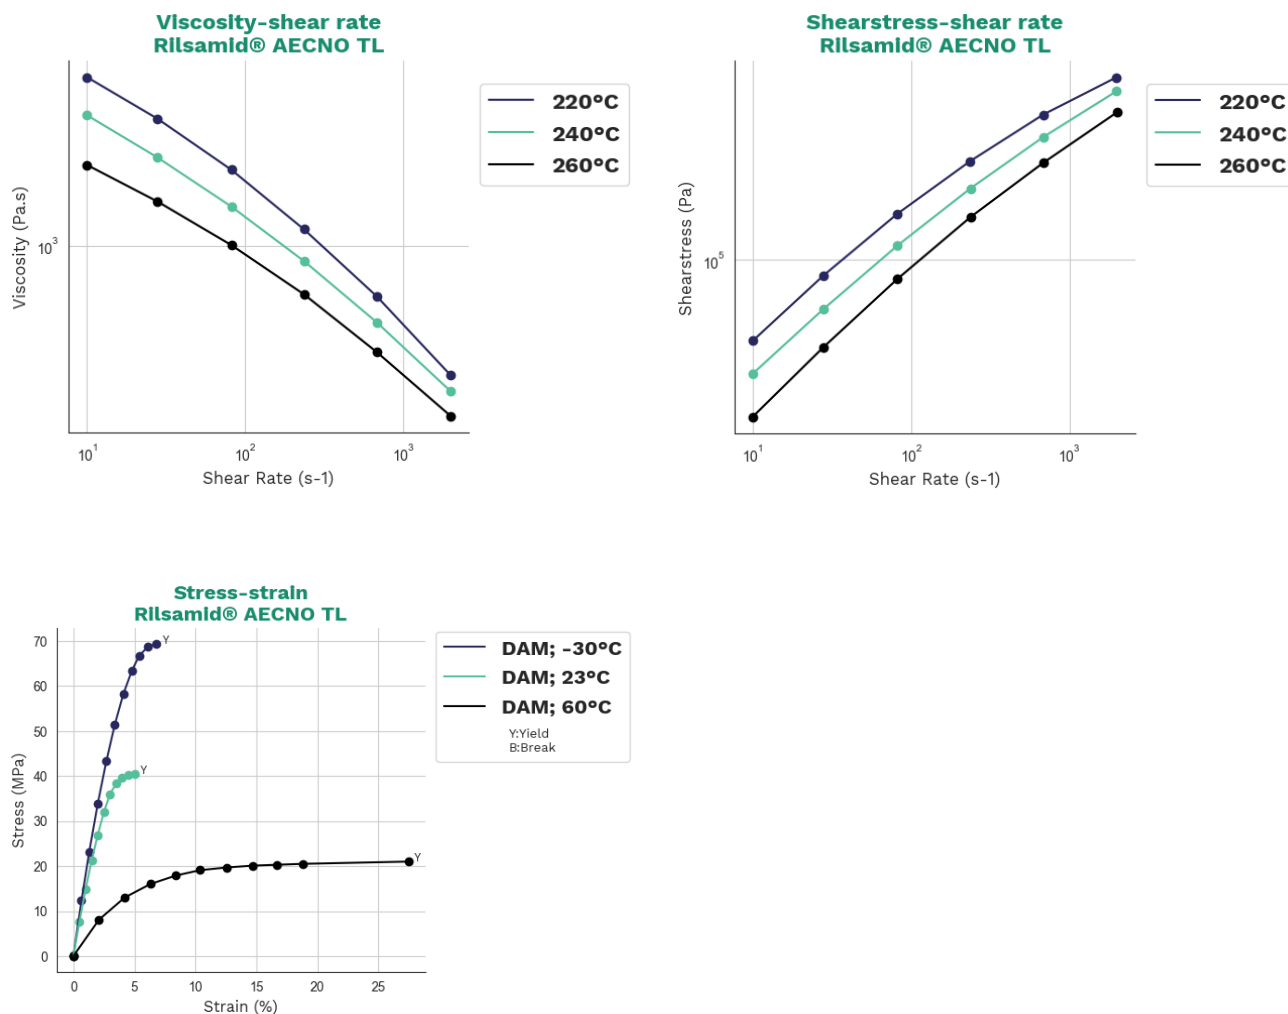 Viscosity-shear rate
Rilsamid® AECNO TL
Viscosity (Pa.s)
10³
10¹
10²
10³
Shear Rate (s-1)
220°C
240°C
260°C
Shearstress-shear rate
Rilsamid® AECNO TL
Shearstress (Pa)
10⁵
10¹
10²
10³
Shear Rate (s-1)
220°C
240°C
260°C
Stress-strain
Rilsamid® AECNO TL
Stress (MPa)
70
60
50
40
30
20
10
0
0
5
10
15
20
25
Strain (%)
Y
Y
Y
DAM; -30°C
DAM; 23°C
DAM; 60°C
Y:Yield
B:Break